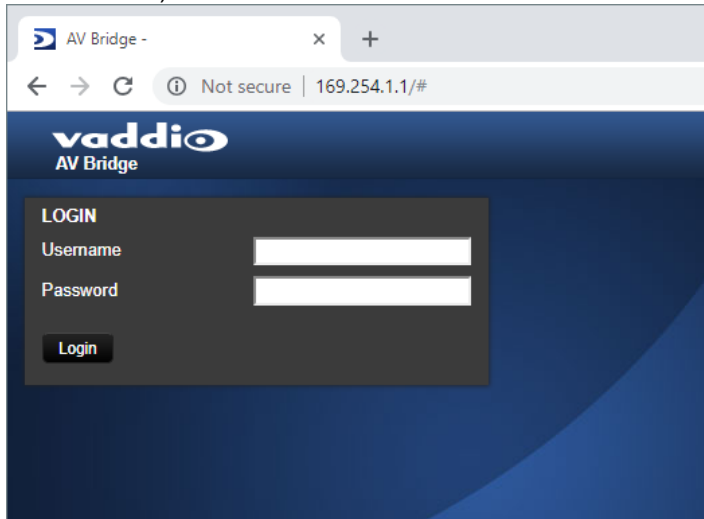 AV Bridge -
Not secure | 169.254.1.1/#
vaddio
AV Bridge
LOGIN
Username
Password
Login